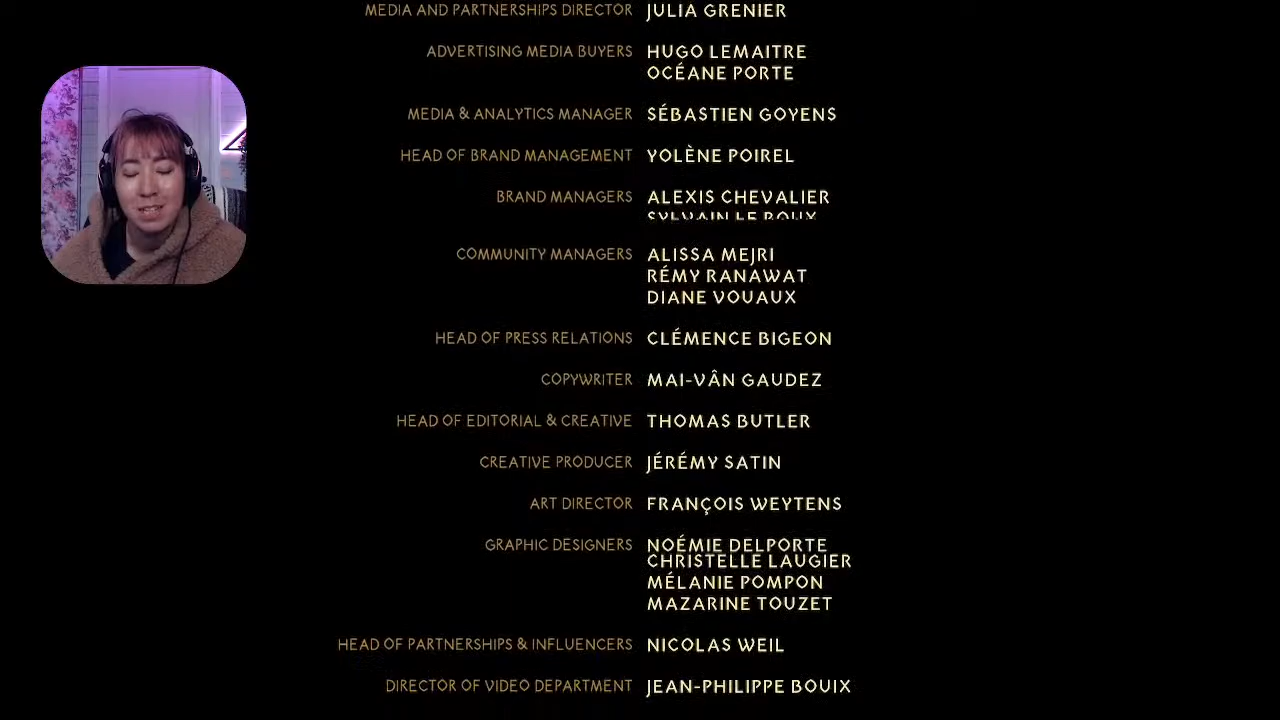 MEDIA AND PARTNERSHIPS DIRECTOR JULIA GRENIER
ADVERTISING MEDIA BUYERS HUGO LEMAITRE
OCÉANE PORTE
MEDIA & ANALYTICS MANAGER SÉBASTIEN GOYENS
HEAD OF BRAND MANAGEMENT YOLÈNE POIREL
BRAND MANAGERS ALEXIS CHEVALIER
SYLVAIN LE ROUX
COMMUNITY MANAGERS ALISSA MEJRI
RÉMY RANAWAT
DIANE VOUAUX
HEAD OF PRESS RELATIONS CLÉMENCE BIGEON
COPYWRITER MAI-VÂN GAUDEZ
HEAD OF EDITORIAL & CREATIVE THOMAS BUTLER
CREATIVE PRODUCER JÉRÉMY SATIN
ART DIRECTOR FRANÇOIS WEYTENS
GRAPHIC DESIGNERS NOÉMIE DELPORTE
CHRISTELLE LAUGIER
MÉLANIE POMPON
MAZARINE TOUZET
HEAD OF PARTNERSHIPS & INFLUENCERS NICOLAS WEIL
DIRECTOR OF VIDEO DEPARTMENT JEAN-PHILIPPE BOUIX